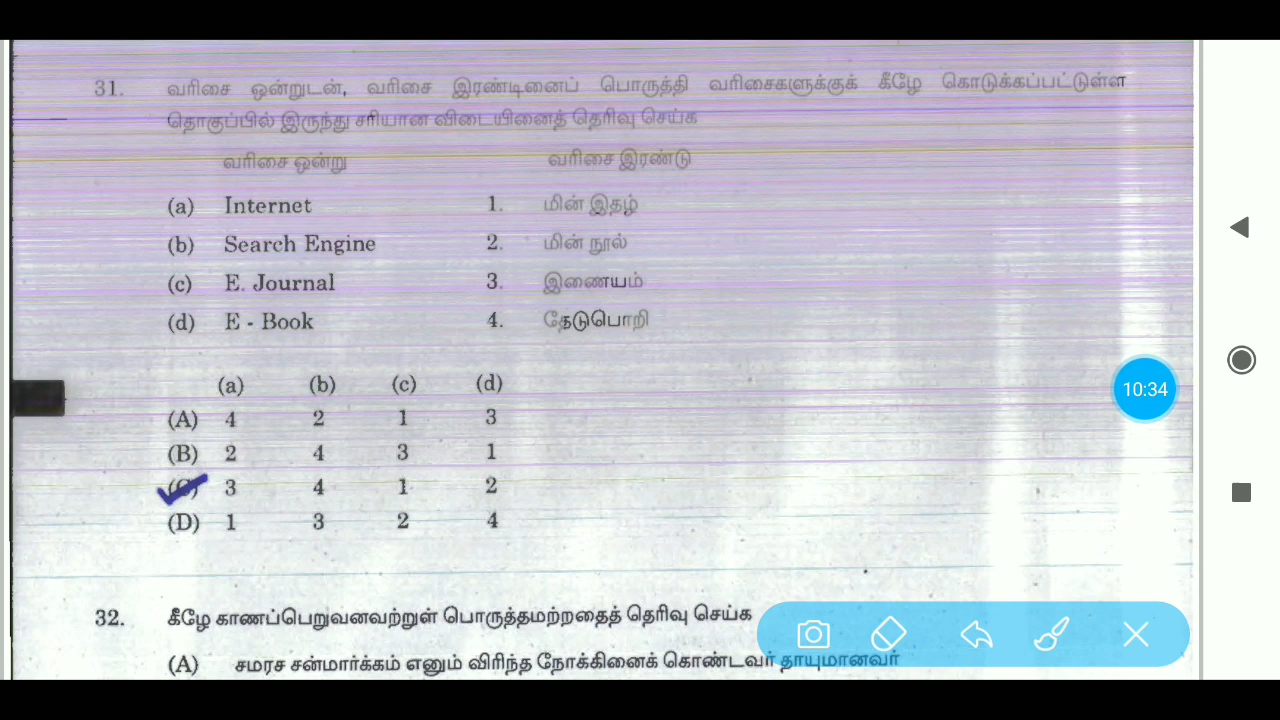 31. வரிசை ஒன்றுடன், வரிசை இரண்டினைப் பொருத்தி வரிசைகளுக்குக் கீழே கொடுக்கப்பட்டுள்ள
தொகுப்பில் இருந்து சரியான விடையினைத் தெரிவு செய்க
வரிசை ஒன்று வரிசை இரண்டு
(a) Internet 1. மின் இதழ்
(b) Search Engine 2. மின் நூல்
(c) E. Journal 3. இணையம்
(d) E - Book 4. தேடுபொறி
(a) (b) (c) (d)
(A) 4 2 1 3
(B) 2 4 3 1
(C) 3 4 1 2
(D) 1 3 2 4
10:34
32. கீழே காணப்பெறுவனவற்றுள் பொருத்தமற்றதைத் தெரிவு செய்க
(A) சமரச சன்மார்க்கம் எனும் விரிந்த நோக்கினைக் கொண்டவர் தாயுமானவர்